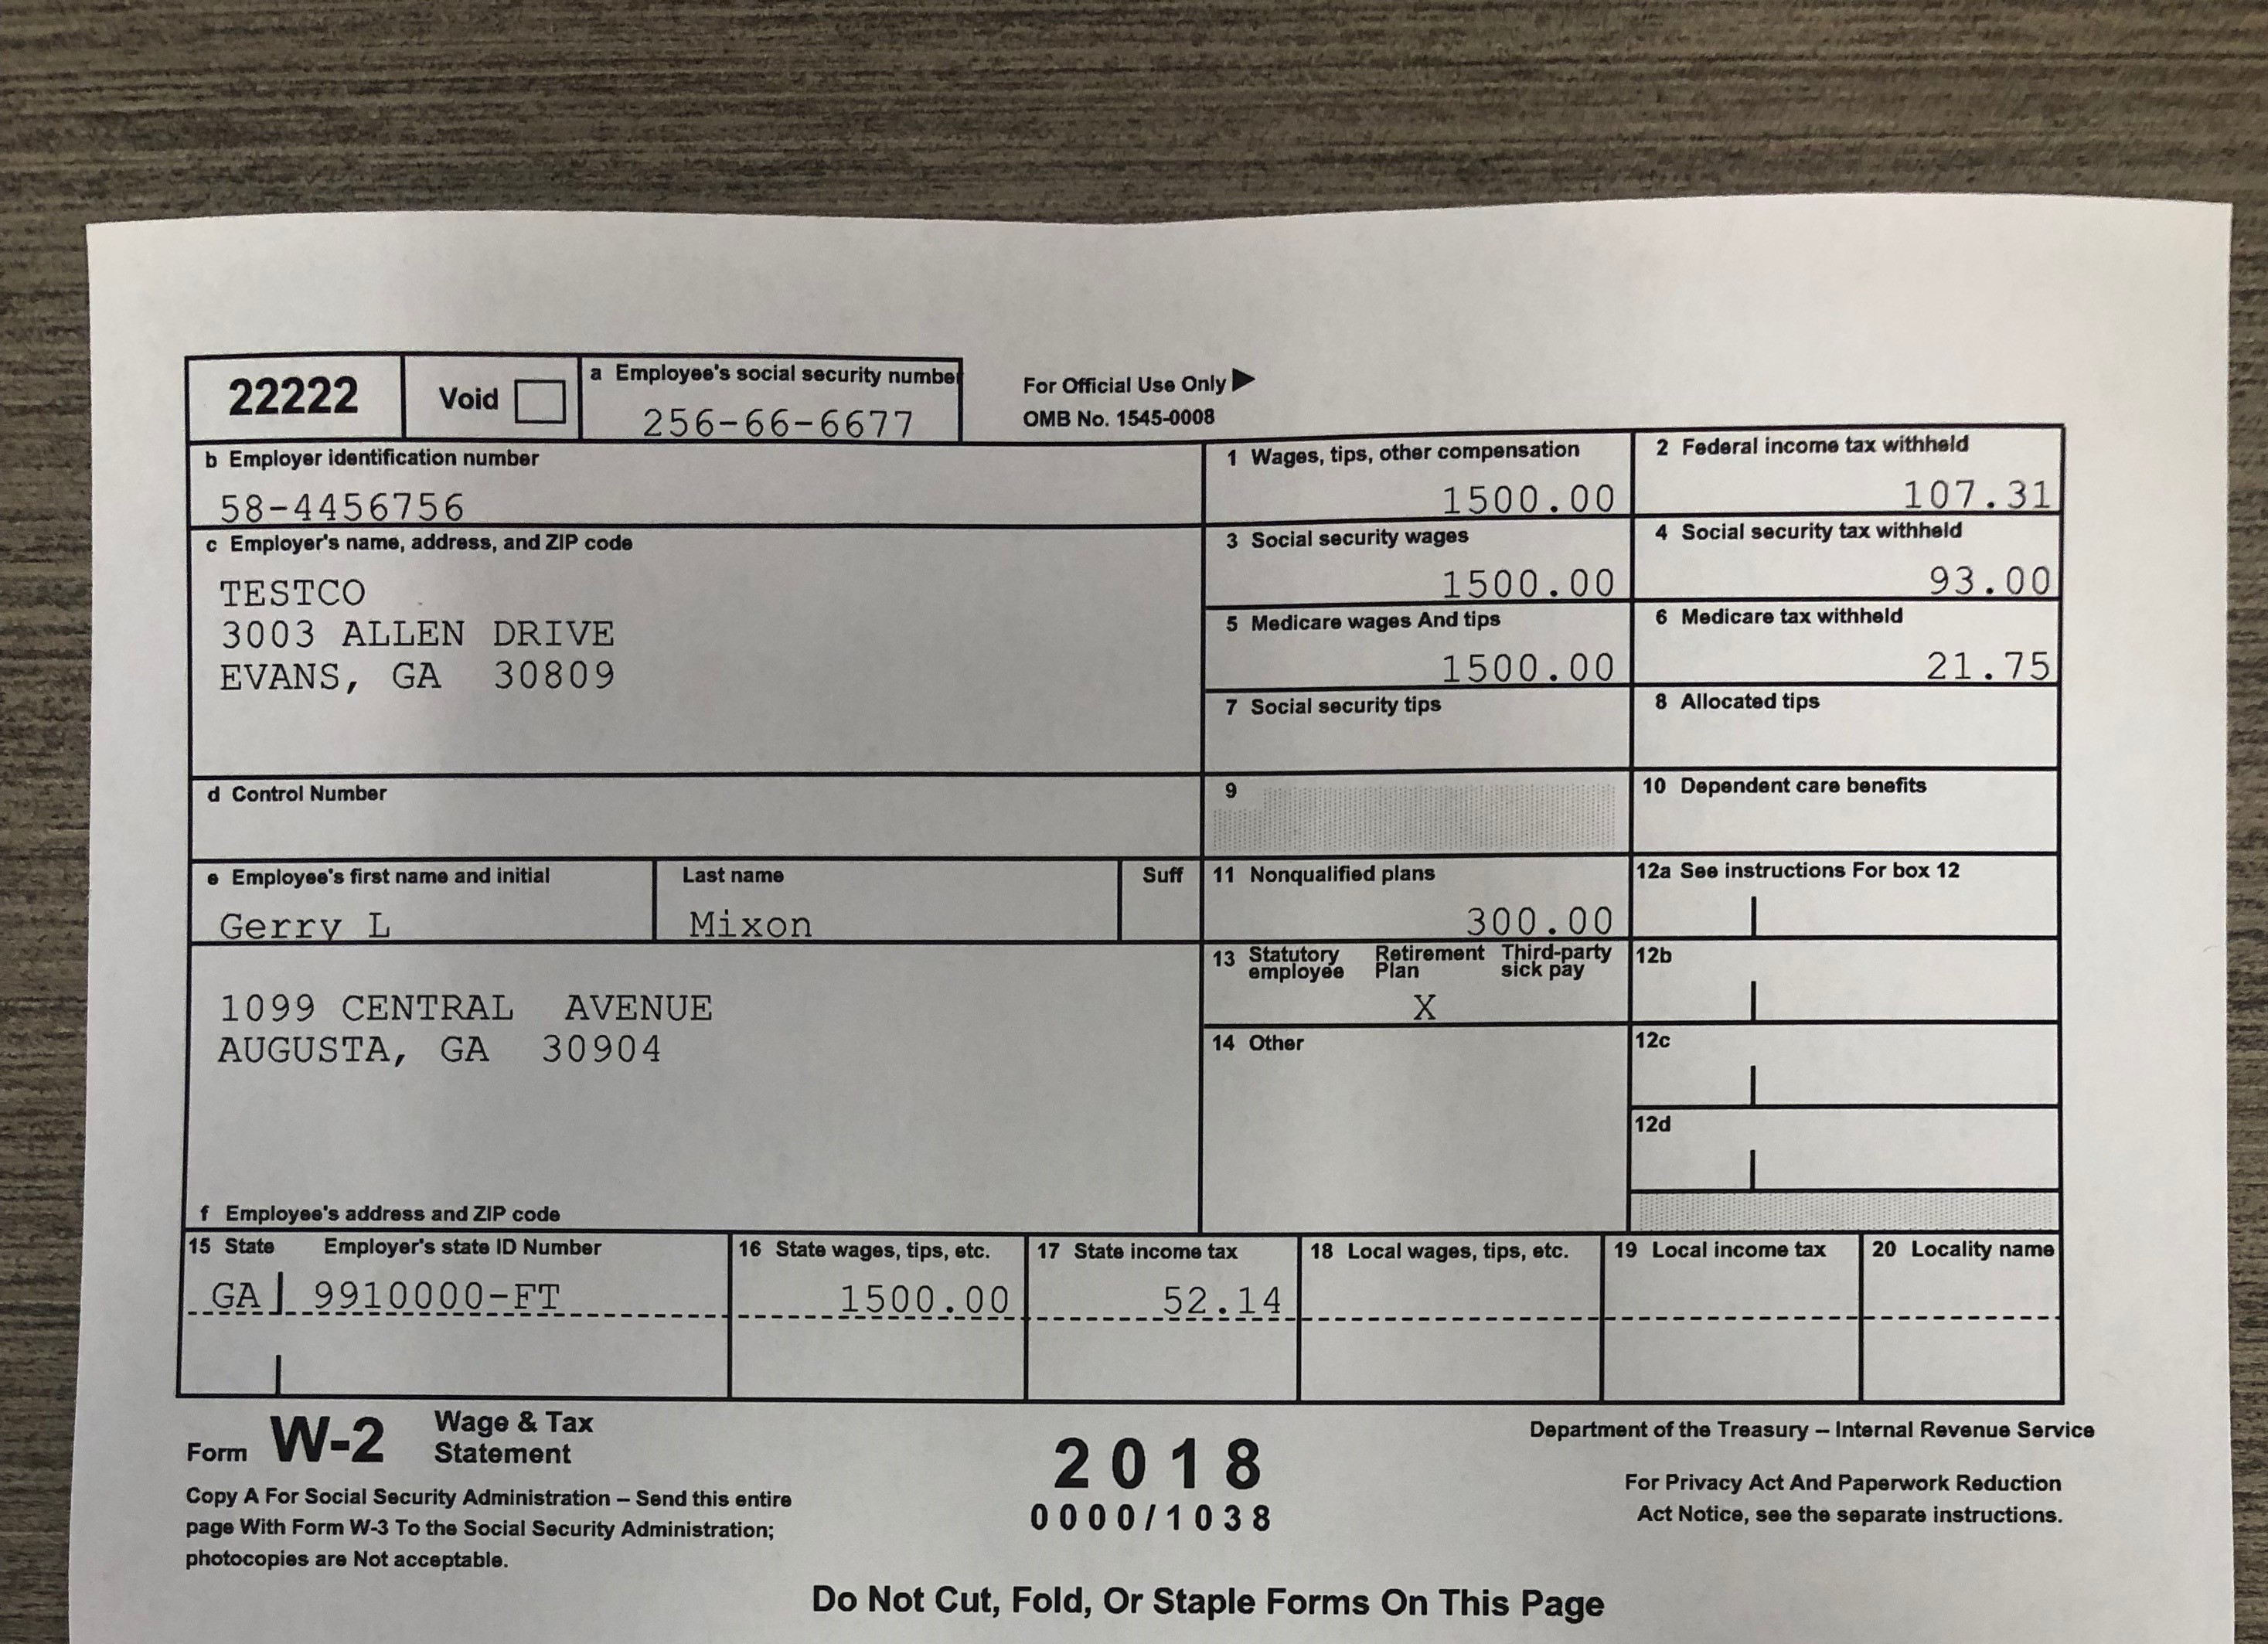 22222
Void
a Employee's social security number
256-66-6677
For Official Use Only
OMB No. 1545-0008
b Employer identification number
58-4456756
1 Wages, tips, other compensation
1500.00
2 Federal income tax withheld
107.31
c Employer's name, address, and ZIP code
TESTCO
3003 ALLEN DRIVE
EVANS, GA 30809
3 Social security wages
1500.00
4 Social security tax withheld
93.00
5 Medicare wages And tips
1500.00
6 Medicare tax withheld
21.75
7 Social security tips
8 Allocated tips
d Control Number
9
10 Dependent care benefits
e Employee's first name and initial
Gerry L
Last name
Mixon
Suff
11 Nonqualified plans
300.00
12a See instructions For box 12
13 Statutory employee
Retirement Plan
X
Third-party sick pay
12b
1099 CENTRAL AVENUE
AUGUSTA, GA 30904
14 Other
12c
12d
f Employee's address and ZIP code
15 State
Employer's state ID Number
GA
9910000-FT
16 State wages, tips, etc.
1500.00
17 State income tax
52.14
18 Local wages, tips, etc.
19 Local income tax
20 Locality name
Form W-2
Wage & Tax
Statement
Copy A For Social Security Administration – Send this entire
page With Form W-3 To the Social Security Administration;
photocopies are Not acceptable.
2018
0000/1038
Department of the Treasury – Internal Revenue Service
For Privacy Act And Paperwork Reduction
Act Notice, see the separate instructions.
Do Not Cut, Fold, Or Staple Forms On This Page